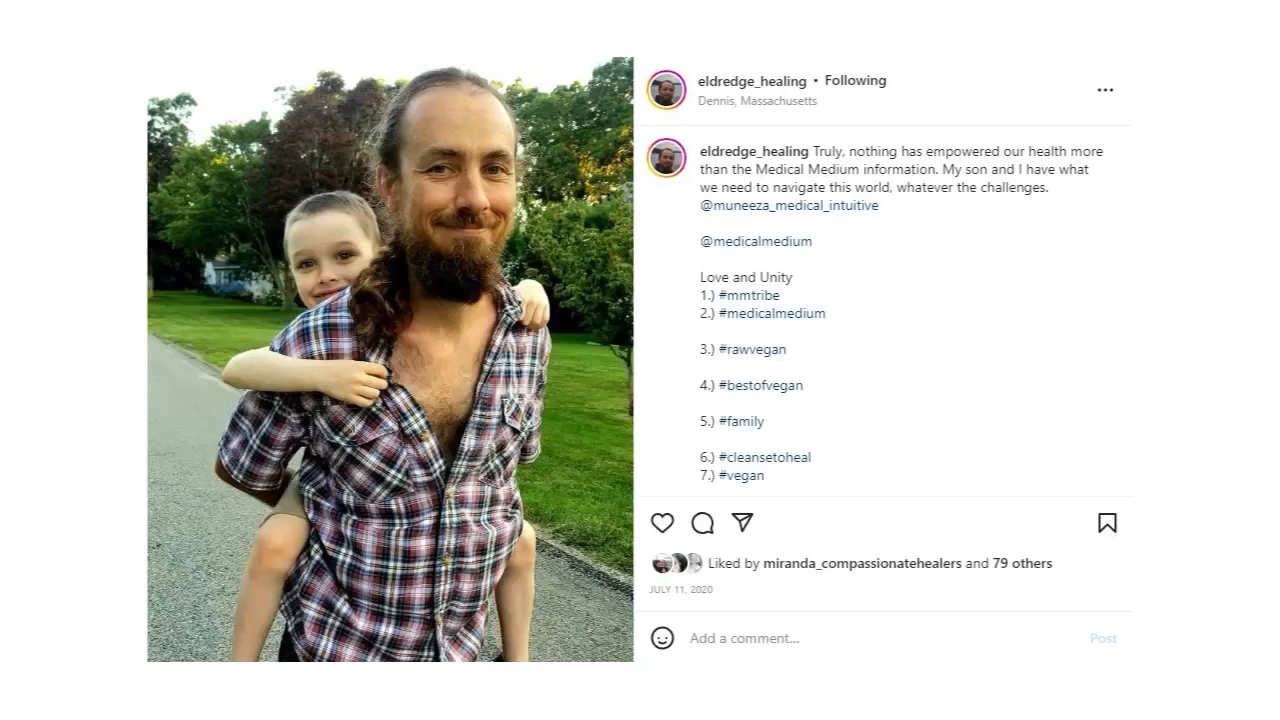 eldredge_healing • Following
Dennis, Massachusetts
eldredge_healing Truly, nothing has empowered our health more
than the Medical Medium information. My son and I have what
we need to navigate this world, whatever the challenges.
@muneeza_medical_intuitive
@medicalmedium
Love and Unity
1.) #mmtribe
2.) #medicalmedium
3.) #rawvegan
4.) #bestofvegan
5.) #family
6.) #cleansetoheal
7.) #vegan
Liked by miranda_compassionatehealers and 79 others
JULY 11, 2020
Add a comment...
Post